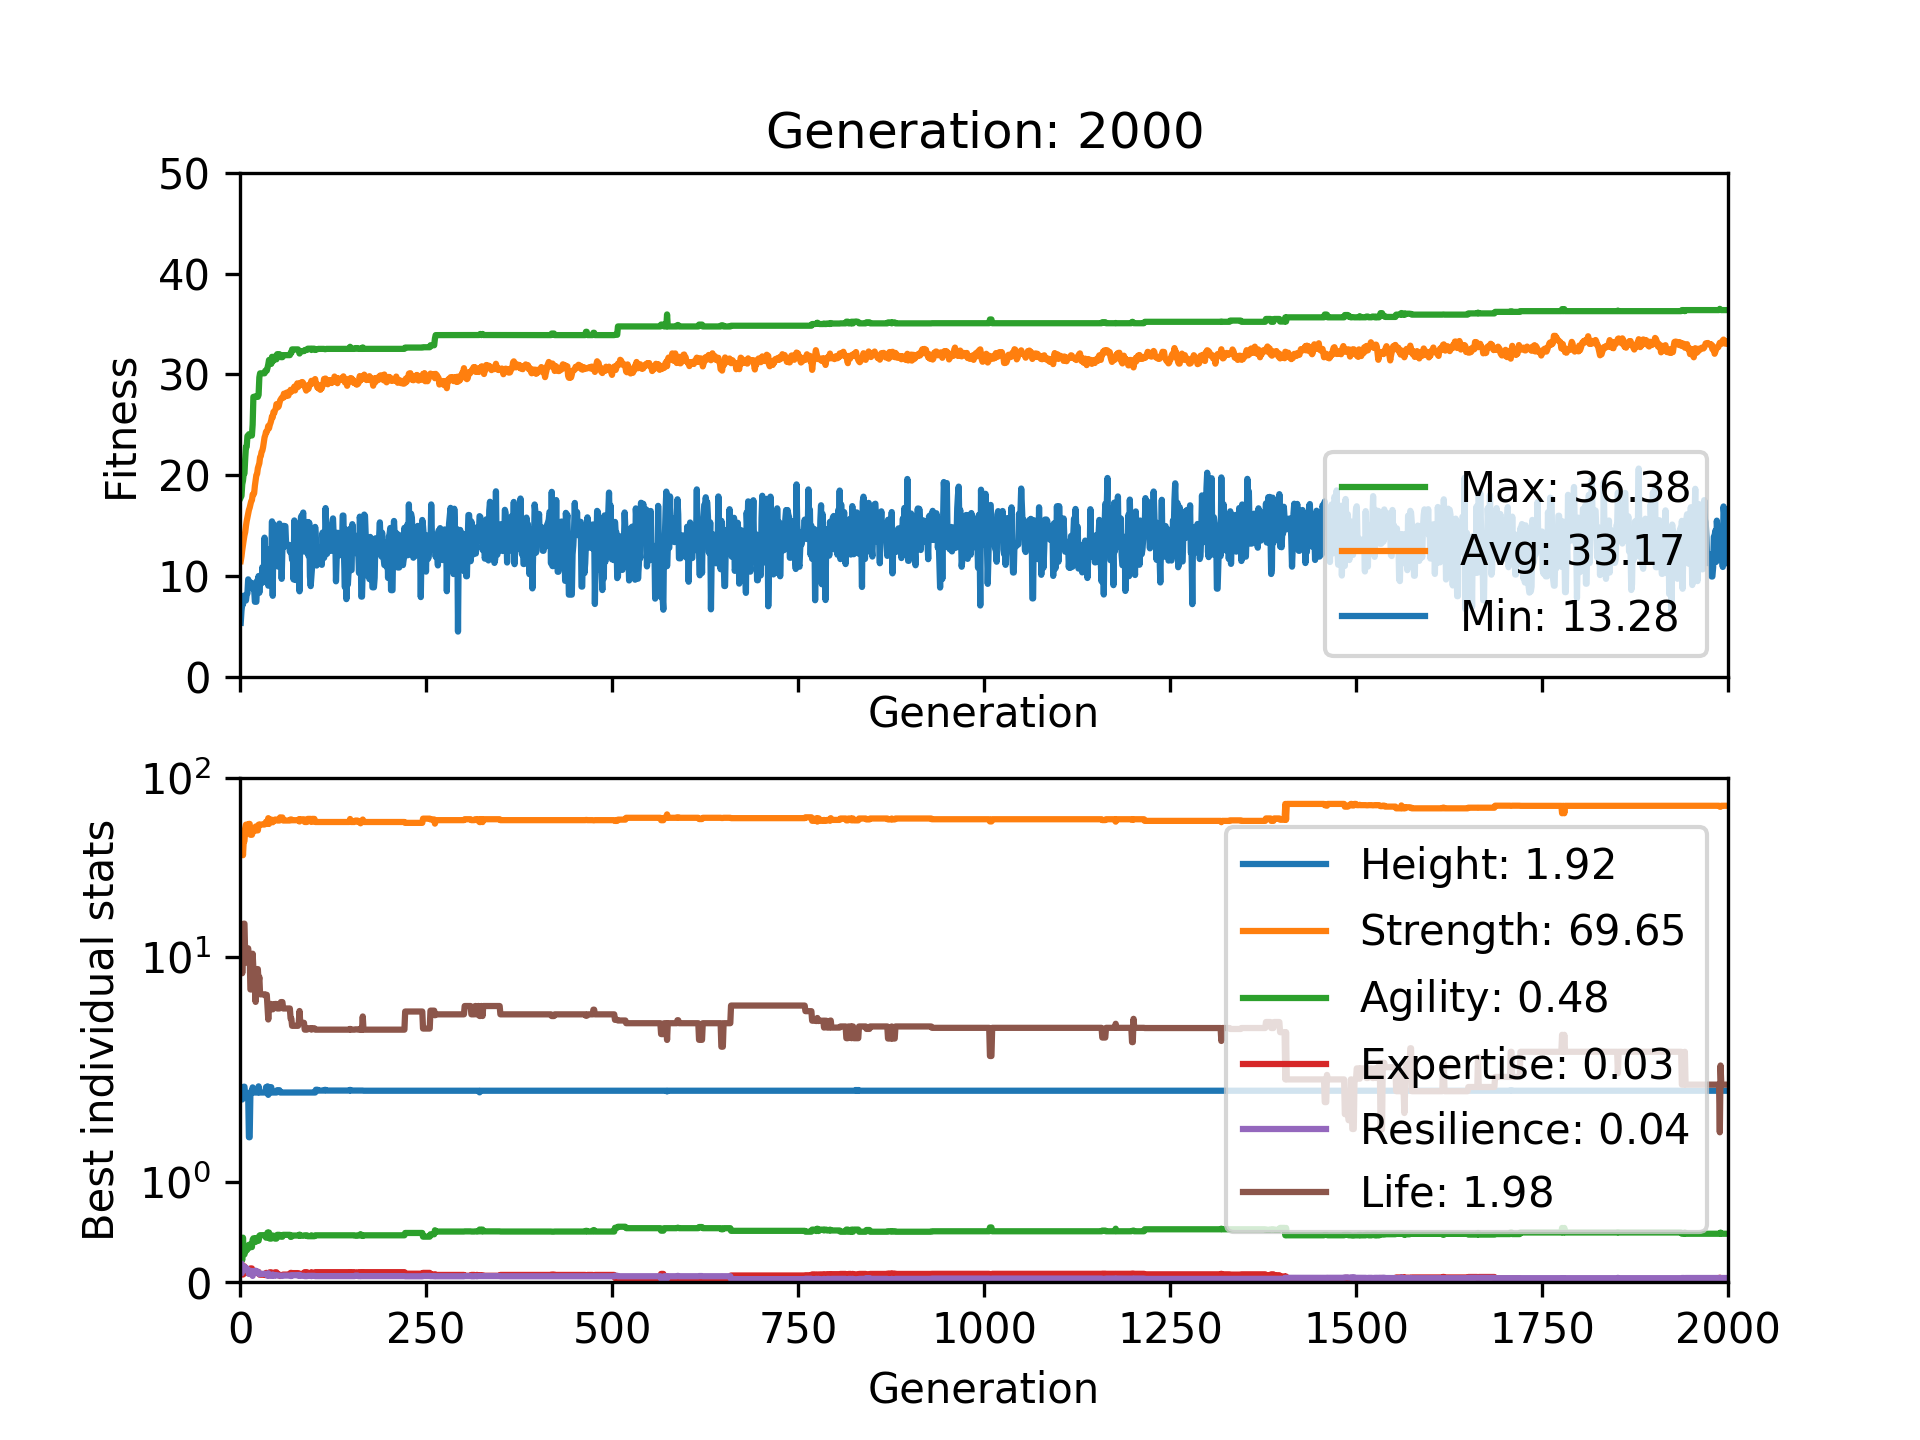 Generation: 2000
50
40
30
20
10
0
Fitness
Max: 36.38
Avg: 33.17
Min: 13.28
Generation
10²
10¹
10⁰
0
Best individual stats
Height: 1.92
Strength: 69.65
Agility: 0.48
Expertise: 0.03
Resilience: 0.04
Life: 1.98
0 250 500 750 1000 1250 1500 1750 2000
Generation